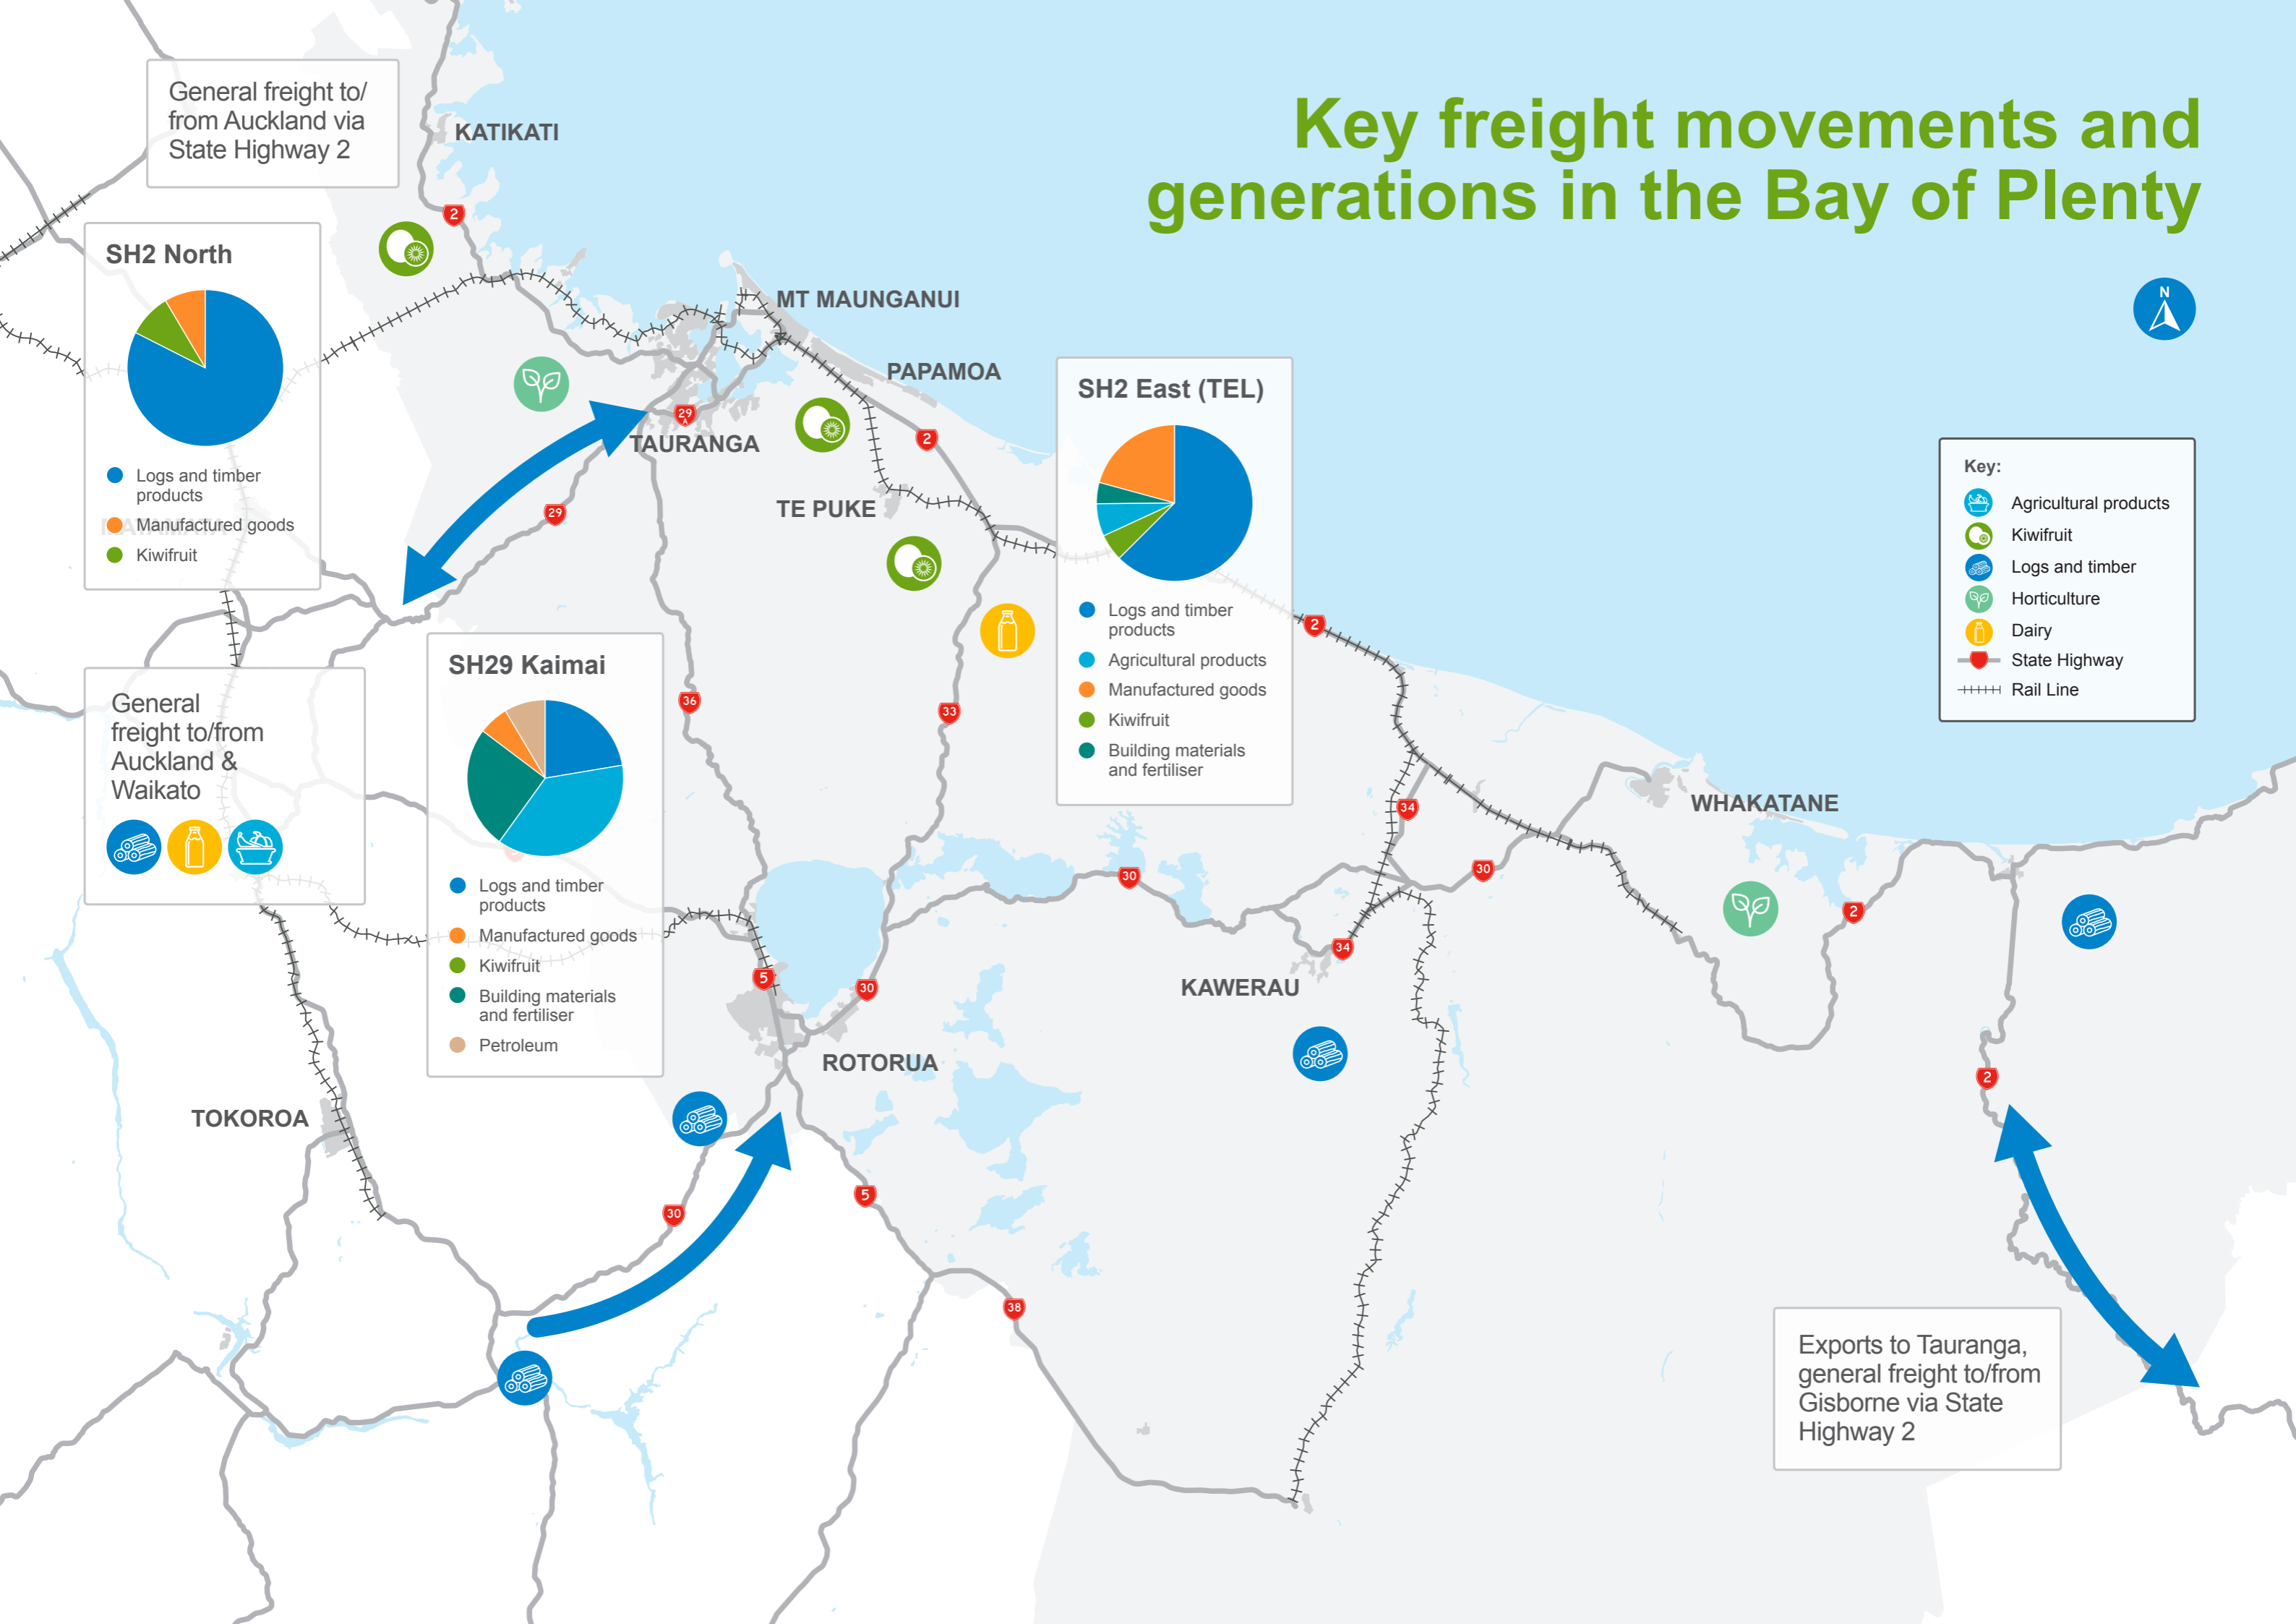 Key freight movements and
generations in the Bay of Plenty
General freight to/
from Auckland via
State Highway 2
KATIKATI
2
SH2 North
Logs and timber
products
Manufactured goods
Kiwifruit
MT MAUNGANUI
PAPAMOA
29
A
TAURANGA
2
TE PUKE
29
N
SH2 East (TEL)
Logs and timber
products
Agricultural products
Manufactured goods
Kiwifruit
Building materials
and fertiliser
2
Key:
Agricultural products
Kiwifruit
Logs and timber
Horticulture
Dairy
State Highway
Rail Line
General
freight to/from
Auckland &
Waikato
SH29 Kaimai
Logs and timber
products
Manufactured goods
Kiwifruit
Building materials
and fertiliser
Petroleum
36
33
34
WHAKATANE
30
30
2
34
KAWERAU
5
30
ROTORUA
2
TOKOROA
30
5
38
Exports to Tauranga,
general freight to/from
Gisborne via State
Highway 2